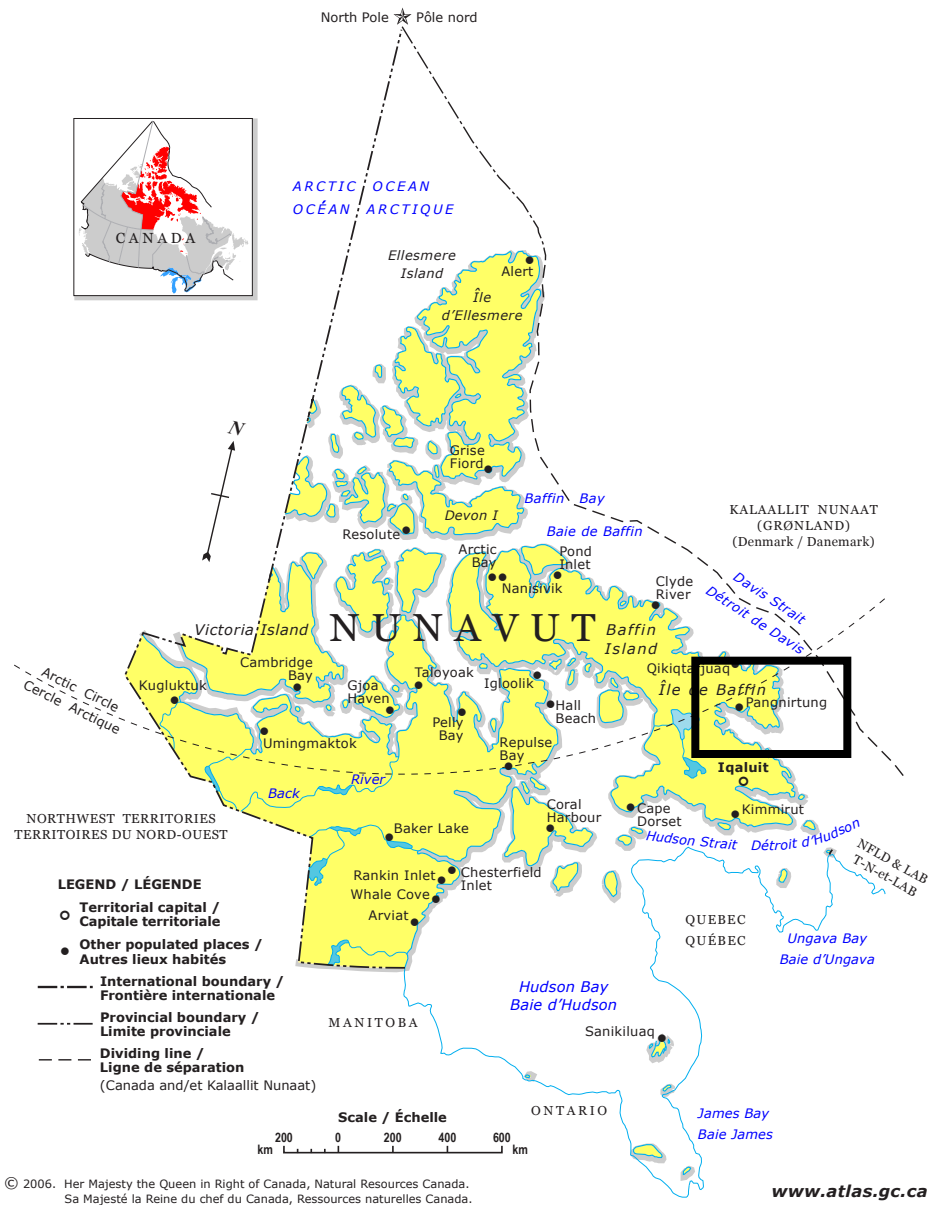 North Pole Pôle nord
ARCTIC OCEAN
OCÉAN ARCTIQUE
CANADA
Ellesmere
Island
Alert
Île
d'Ellesmere
N
Grise
Fiord
Devon I
Baffin Bay
Baie de Baffin
KALAALLIT NUNAAT
(GRØNLAND)
(Denmark / Danemark)
Resolute
Arctic
Bay
Nanisivik
Pond
Inlet
Clyde
River
Davis Strait
Détroit de Davis
Victoria Island
NUNAVUT
Baffin
Island
Île de Baffin
Qikiqtarjuaq
Pangnirtung
Arctic Circle
Cercle Arctique
Kugluktuk
Cambridge
Bay
Gjoa
Haven
Taloyoak
Igloolik
Hall
Beach
Pelly
Bay
Umingmaktok
Repulse
Bay
Iqaluit
Back River
Coral
Harbour
Cape
Dorset
Kimmirut
Hudson Strait Détroit d'Hudson
NORTHWEST TERRITORIES
TERRITOIRES DU NORD-OUEST
Baker Lake
Rankin Inlet
Chesterfield
Inlet
Whale Cove
Arviat
NFLD & LAB
T-N-et-LAB
QUEBEC
QUÉBEC
Ungava Bay
Baie d'Ungava
LEGEND / LÉGENDE
Territorial capital /
Capitale territoriale
Other populated places /
Autres lieux habités
International boundary /
Frontière internationale
Provincial boundary /
Limite provinciale
Dividing line /
Ligne de séparation
(Canada and/et Kalaallit Nunaat)
Hudson Bay
Baie d'Hudson
MANITOBA
Sanikiluaq
ONTARIO
James Bay
Baie James
Scale / Échelle
200 0 200 400 600
km km
© 2006. Her Majesty the Queen in Right of Canada, Natural Resources Canada.
Sa Majesté la Reine du chef du Canada, Ressources naturelles Canada.
www.atlas.gc.ca